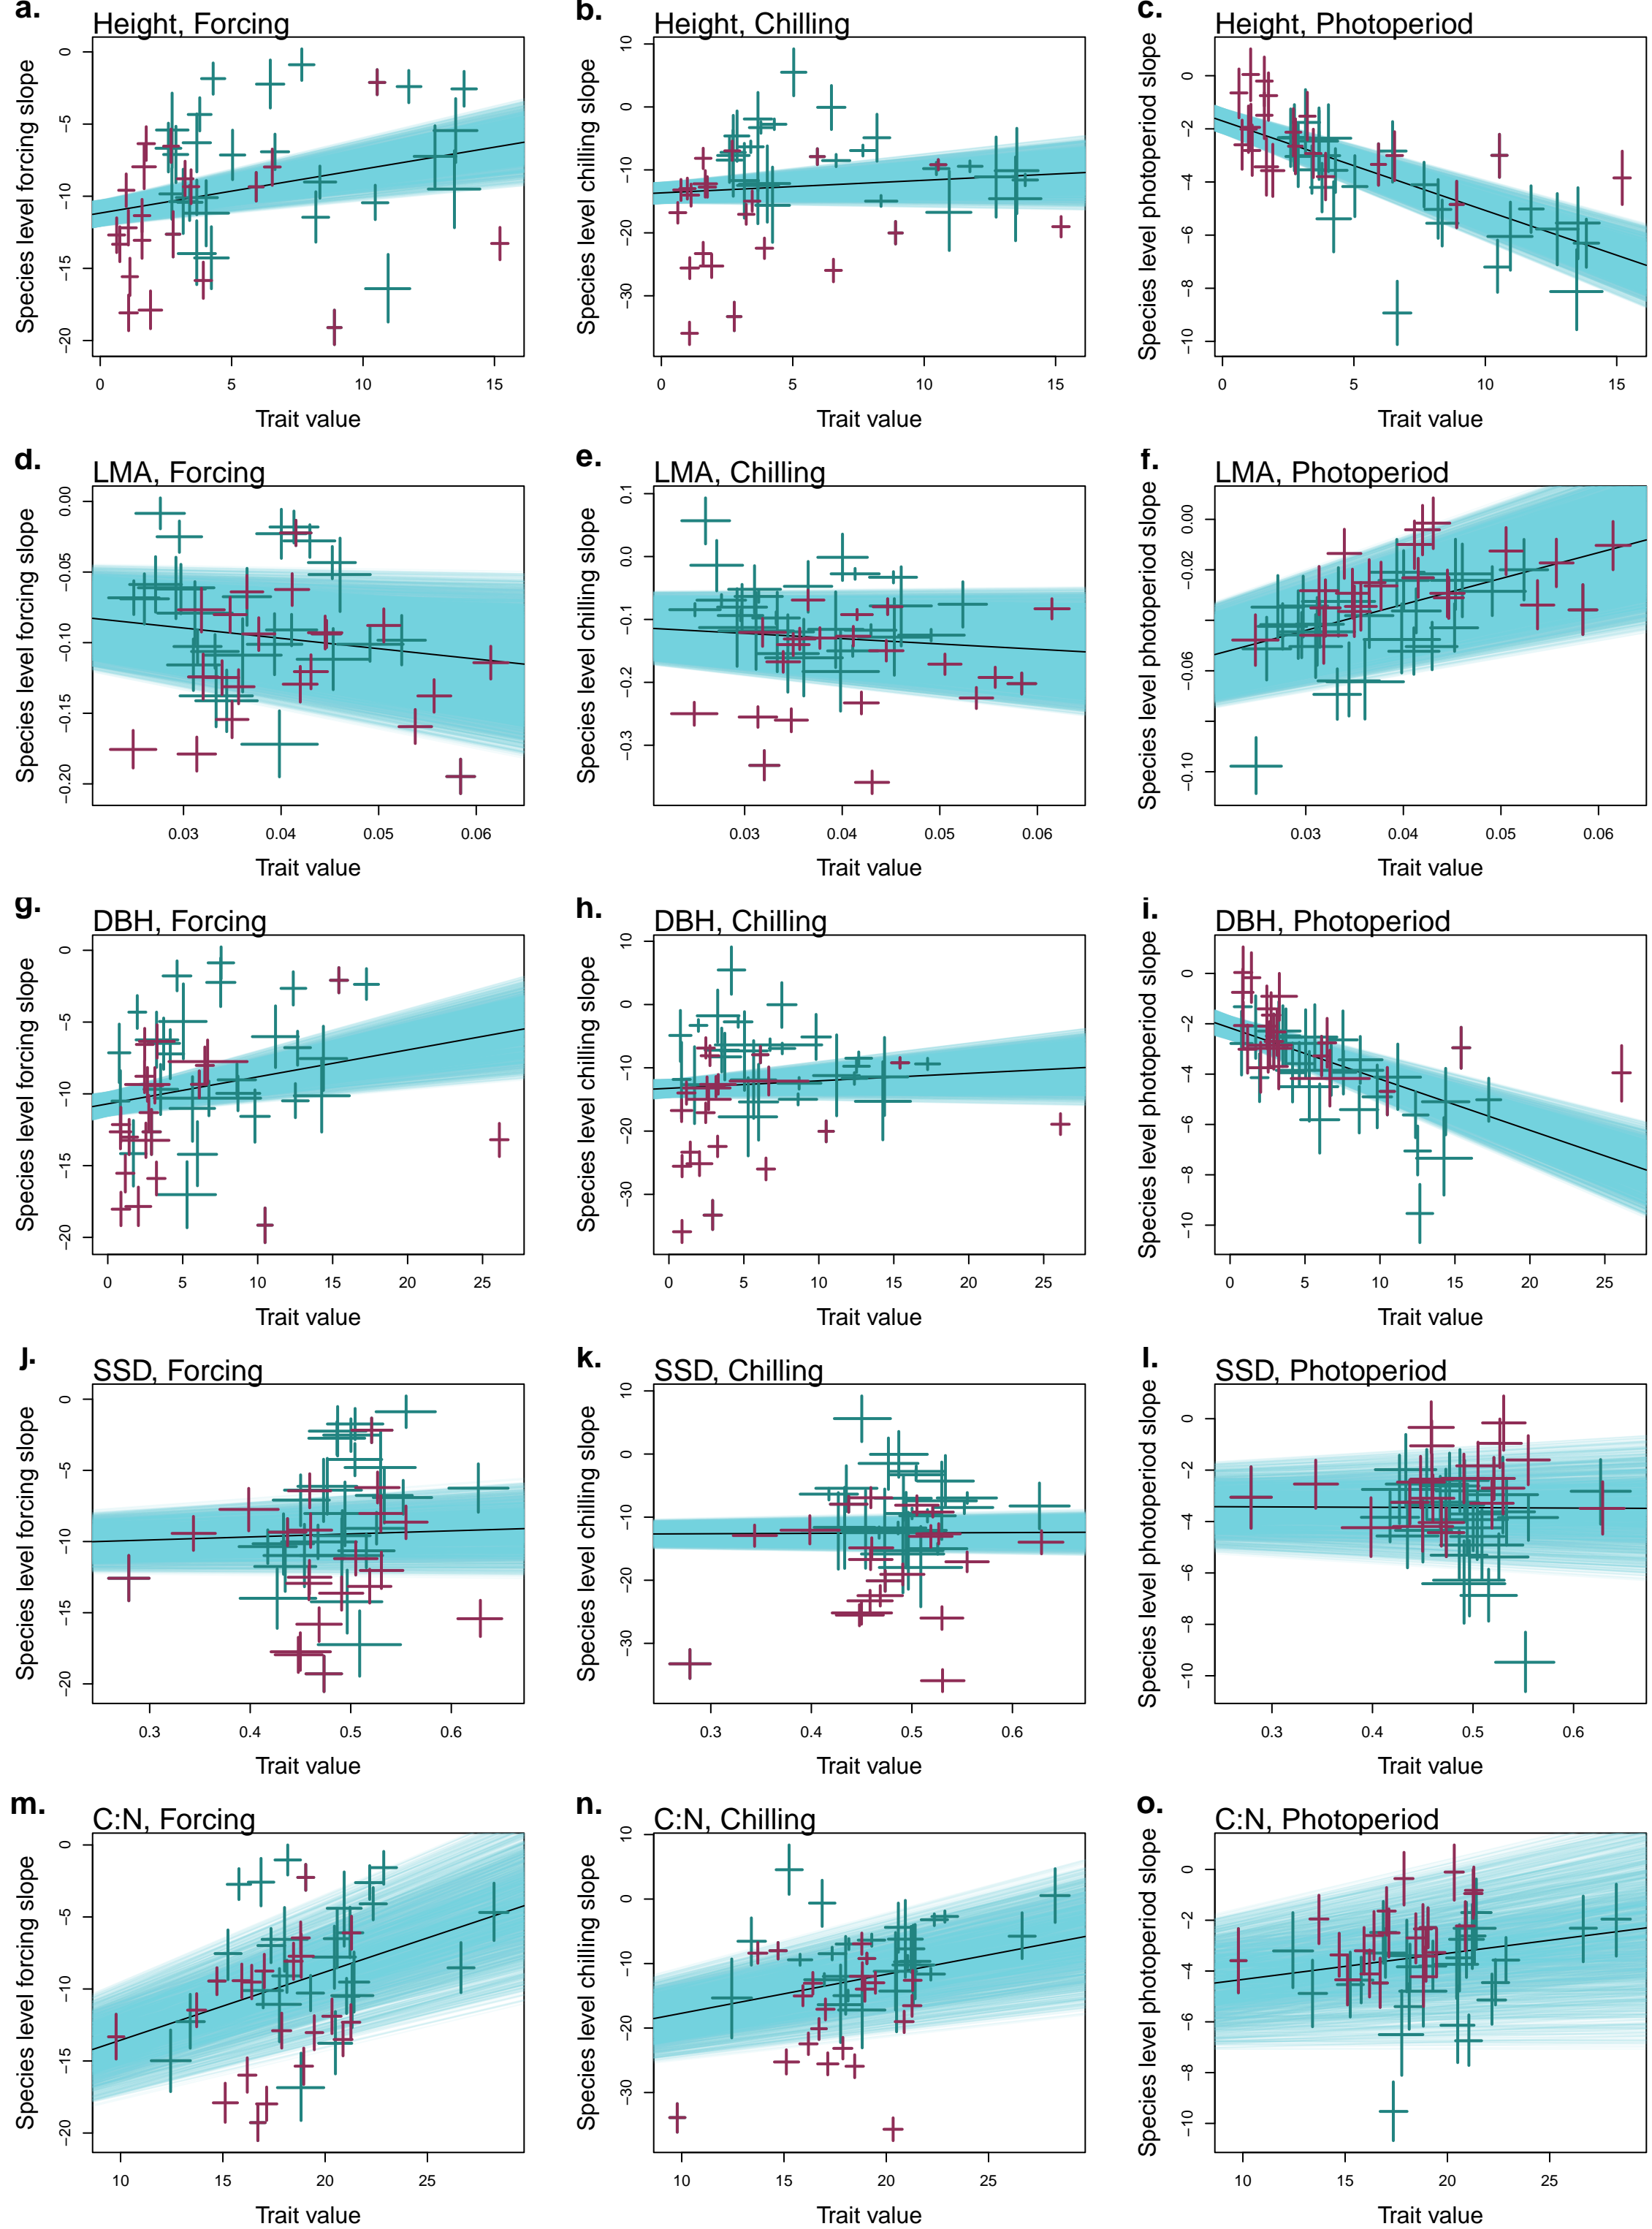 a.
Height, Forcing
Species level forcing slope
0
−5
−10
−15
−20
0 5 10 15
Trait value
b.
Height, Chilling
Species level chilling slope
10
0
−10
−20
−30
0 5 10 15
Trait value
c.
Height, Photoperiod
Species level photoperiod slope
0
−2
−4
−6
−8
−10
0 5 10 15
Trait value
d.
LMA, Forcing
Species level forcing slope
0.00
−0.05
−0.10
−0.15
−0.20
0.03 0.04 0.05 0.06
Trait value
e.
LMA, Chilling
Species level chilling slope
0.1
0.0
−0.1
−0.2
−0.3
0.03 0.04 0.05 0.06
Trait value
f.
LMA, Photoperiod
Species level photoperiod slope
0.00
−0.02
−0.06
−0.10
0.03 0.04 0.05 0.06
Trait value
g.
DBH, Forcing
Species level forcing slope
0
−5
−10
−15
−20
0 5 10 15 20 25
Trait value
h.
DBH, Chilling
Species level chilling slope
10
0
−10
−20
−30
0 5 10 15 20 25
Trait value
i.
DBH, Photoperiod
Species level photoperiod slope
0
−2
−4
−6
−8
−10
0 5 10 15 20 25
Trait value
j.
SSD, Forcing
Species level forcing slope
0
−5
−10
−15
−20
0.3 0.4 0.5 0.6
Trait value
k.
SSD, Chilling
Species level chilling slope
10
0
−10
−20
−30
0.3 0.4 0.5 0.6
Trait value
l.
SSD, Photoperiod
Species level photoperiod slope
0
−2
−4
−6
−8
−10
0.3 0.4 0.5 0.6
Trait value
m.
C:N, Forcing
Species level forcing slope
0
−5
−10
−15
−20
10 15 20 25
Trait value
n.
C:N, Chilling
Species level chilling slope
10
0
−10
−20
−30
10 15 20 25
Trait value
o.
C:N, Photoperiod
Species level photoperiod slope
0
−2
−4
−6
−8
−10
10 15 20 25
Trait value